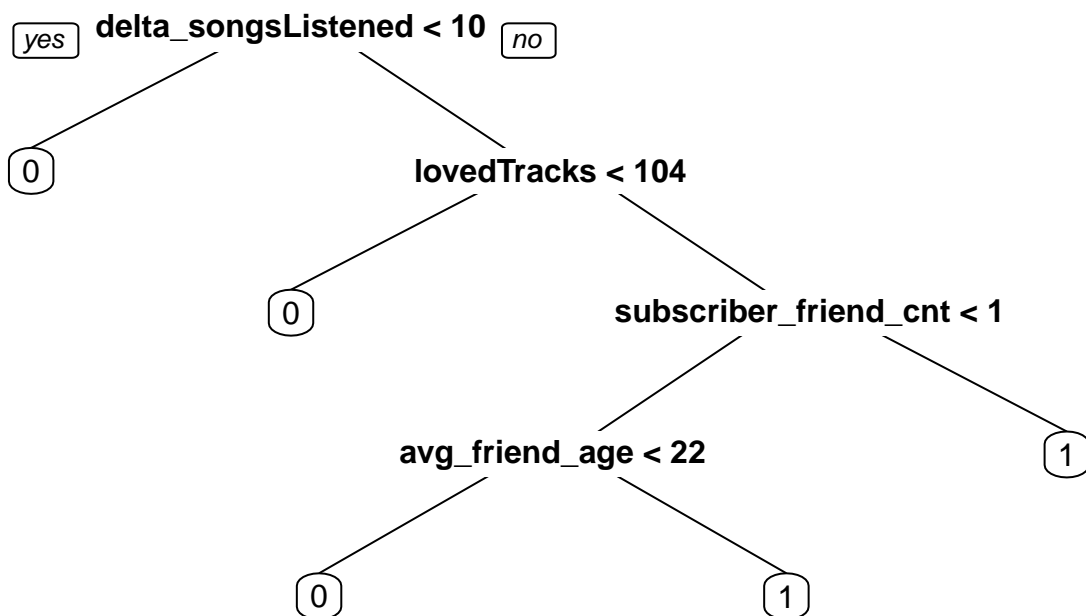 yes delta_songsListened < 10 no
0 lovedTracks < 104
0 subscriber_friend_cnt < 1
avg_friend_age < 22 1
0 1